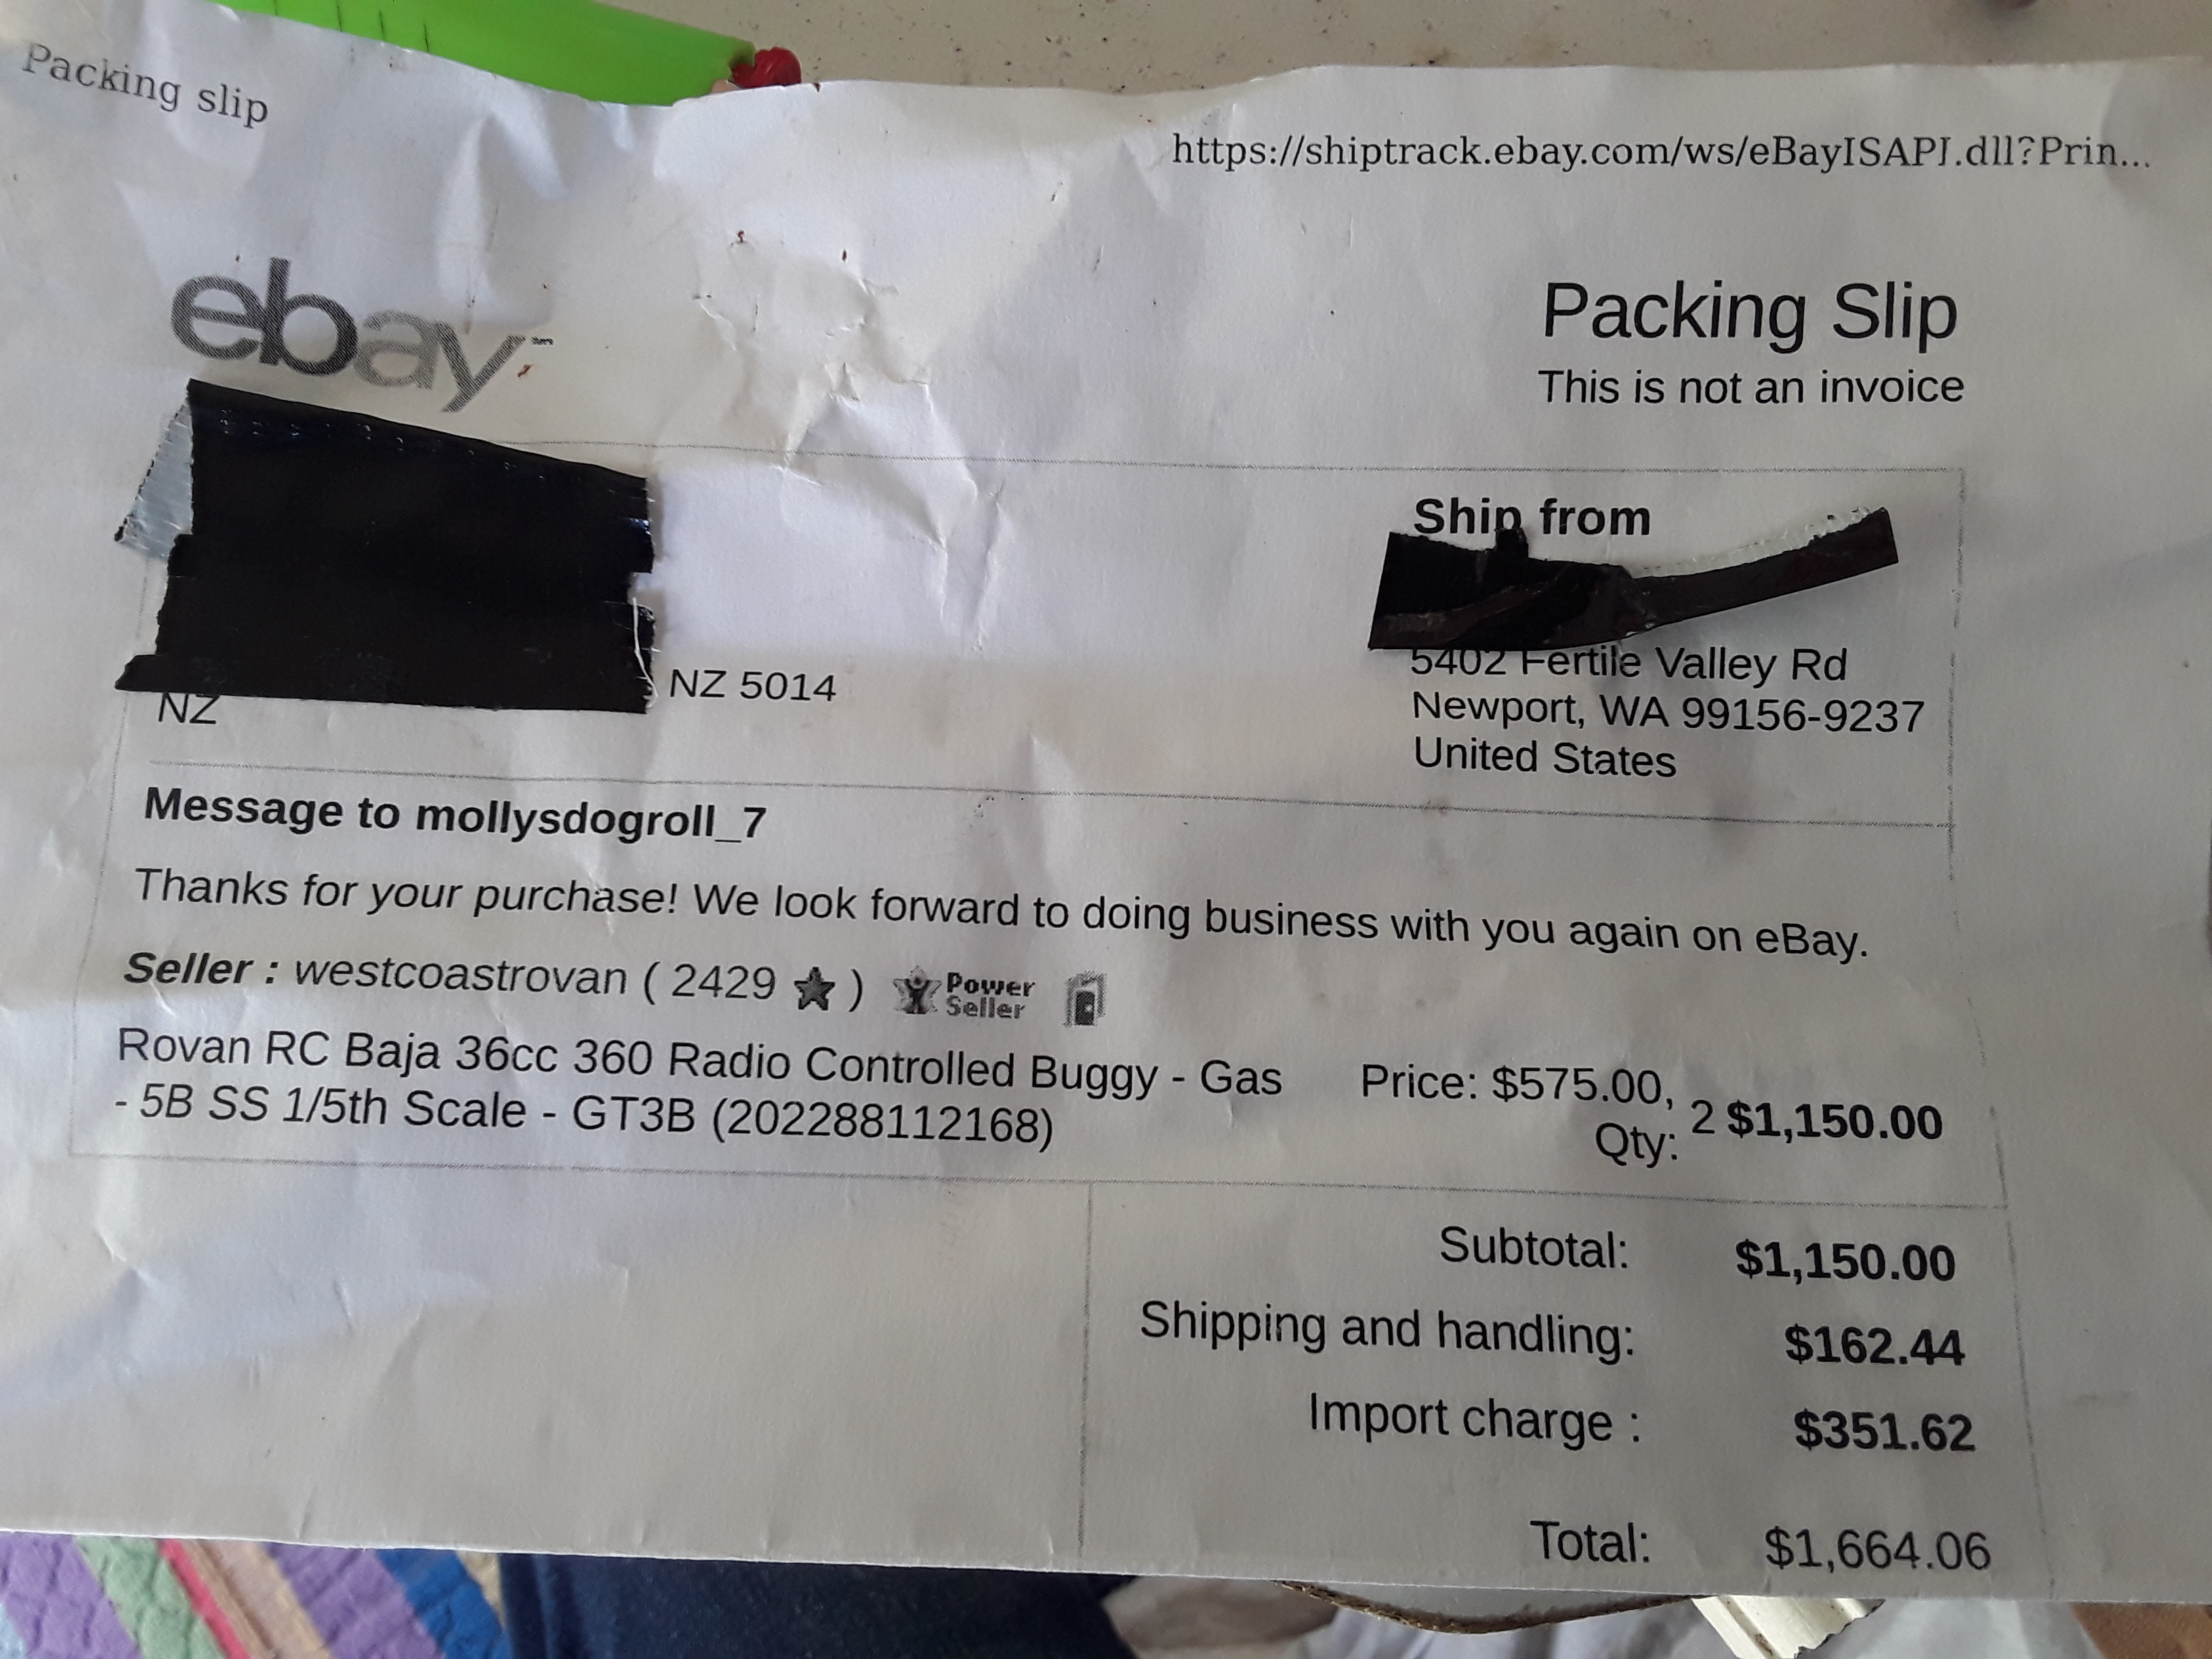 Packing slip
https://shiptrack.ebay.com/ws/eBayISAPI.dll?Prin...
ebay
Packing Slip
This is not an invoice
Ship from
5402 Fertile Valley Rd
Newport, WA 99156-9237
United States
NZ 5014
NZ
Message to mollysdogroll_7
Thanks for your purchase! We look forward to doing business with you again on eBay.
Seller : westcoastrovan ( 2429 ★ ) Power Seller
Rovan RC Baja 36cc 360 Radio Controlled Buggy - Gas
- 5B SS 1/5th Scale - GT3B (202288112168)
Price: $575.00,
Qty: 2 $1,150.00
Subtotal: $1,150.00
Shipping and handling: $162.44
Import charge : $351.62
Total: $1,664.06